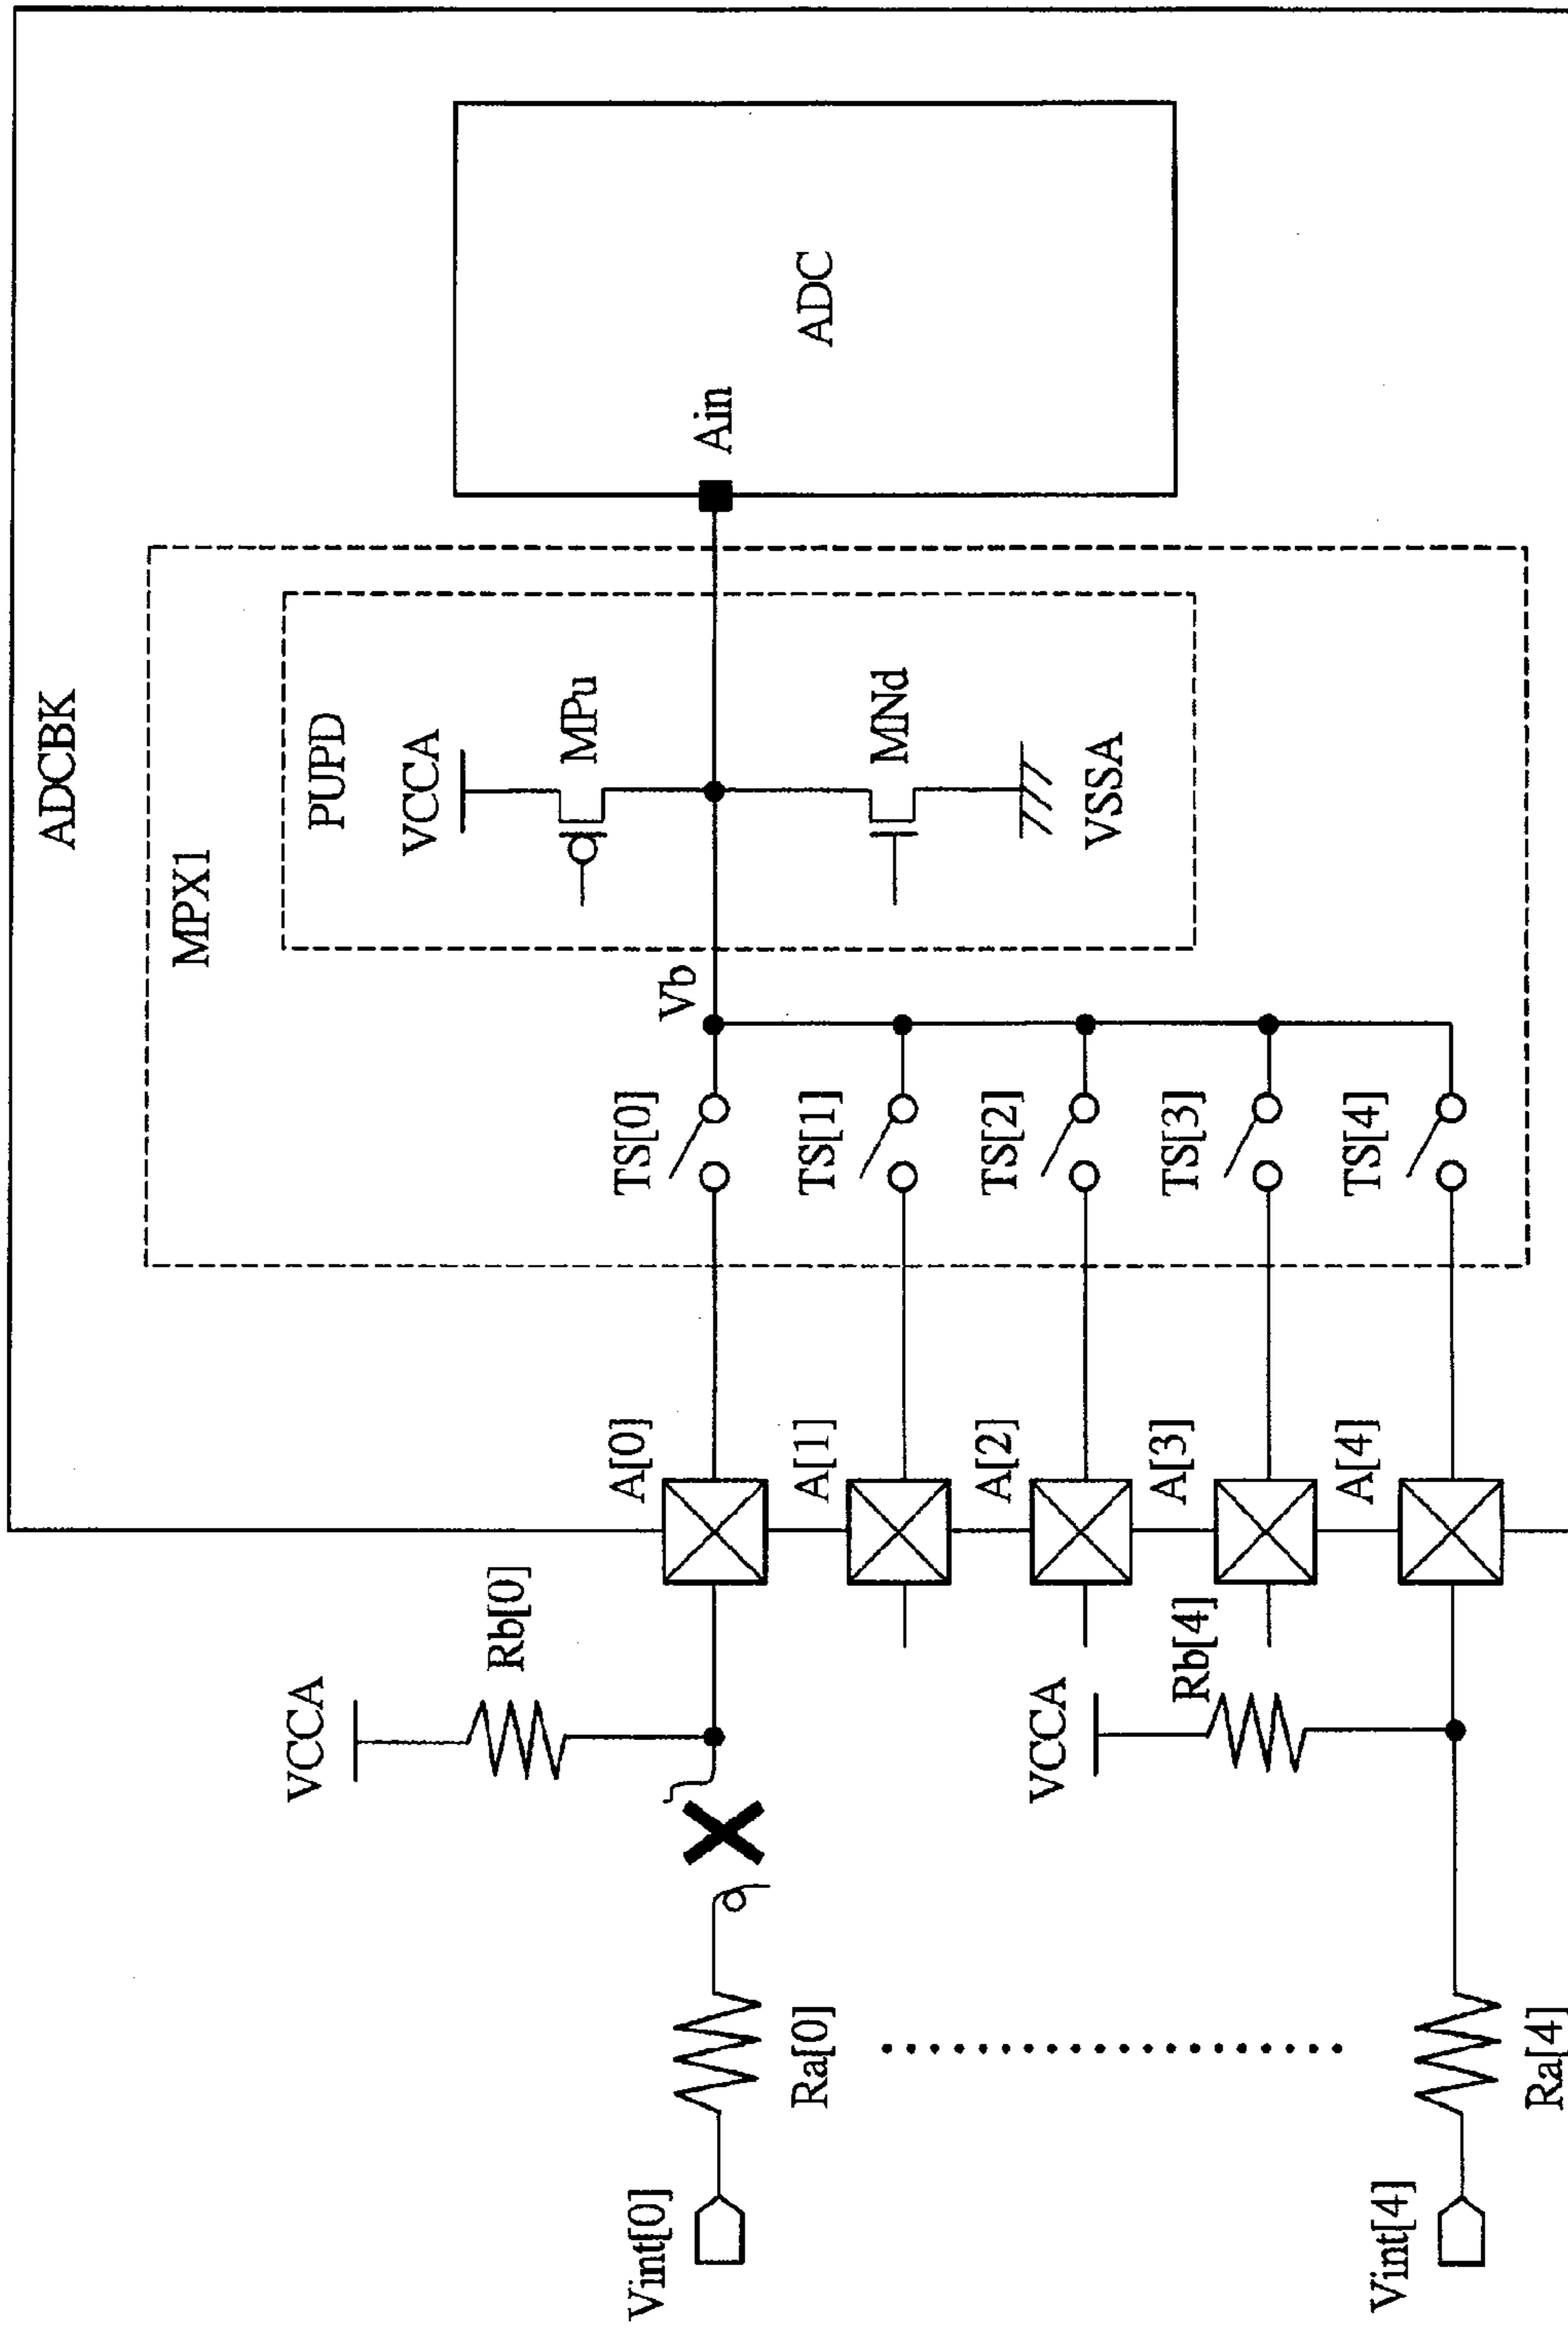 ADCBK
MPX1
PUPD
VCCA
MPu
MNd
VSSA
Vb
Ain
ADC
TS[0]
TS[1]
TS[2]
TS[3]
TS[4]
A[0]
A[1]
A[2]
A[3]
A[4]
VCCA
Rb[0]
VCCA
Rb[4]
Vint[0]
Ra[0]
Vint[4]
Ra[4]